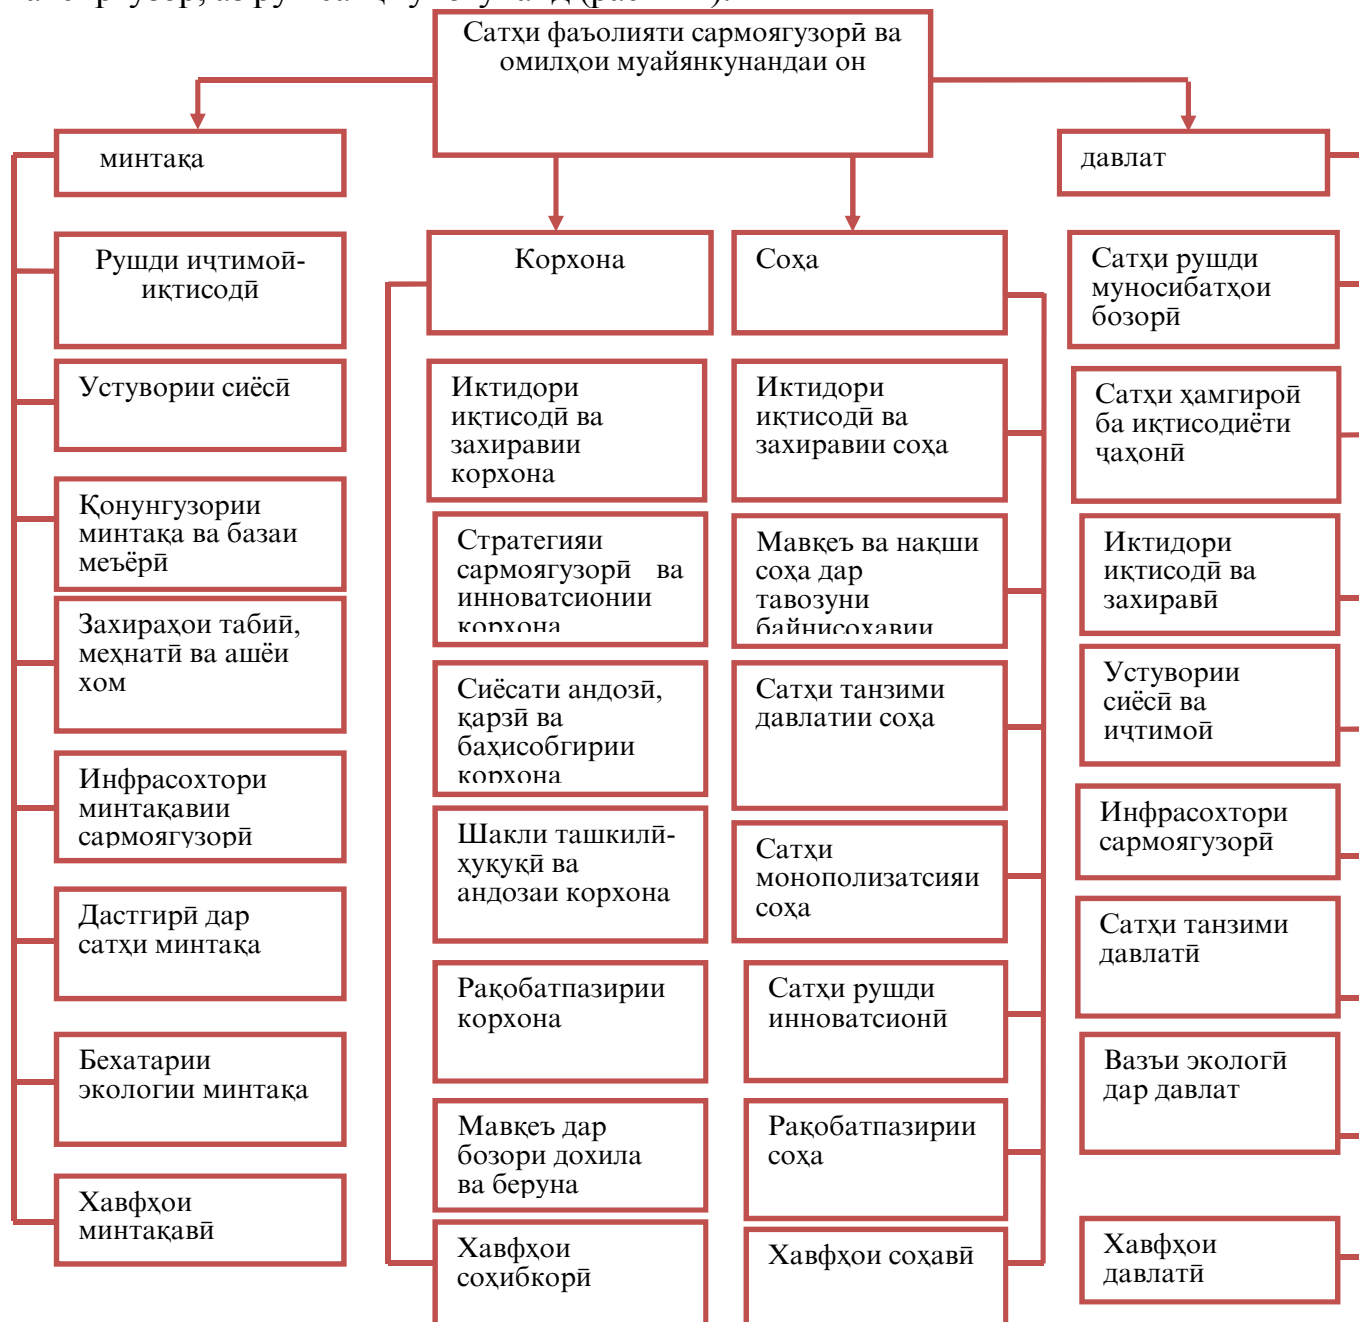 Сатҳи фаъолияти сармоягузорӣ ва
омилҳои муайянкунандаи он
минтақа
Рушди иҷтимоӣ-
иқтисодӣ
Устувории сиёсӣ
Қонунгузории
минтақа ва базаи
меъёрӣ
Захираҳои табиӣ,
меҳнатӣ ва ашёи
хом
Инфрасохтори
минтақавии
сармоягузорӣ
Дастгирӣ дар
сатҳи минтақа
Бехатарии
экологии минтақа
Хавфҳои
минтақавӣ
Корхона
Иктидори
иқтисодӣ ва
захиравии
корхона
Стратегияи
сармоягузорӣ ва
инноватсионии
корхона
Сиёсати андозӣ,
қарзӣ ва
баҳисобгирии
корхона
Шакли ташкилӣ-
ҳуқуқӣ ва
андозаи корхона
Рақобатпазирии
корхона
Мавқеъ дар
бозори дохила
ва беруна
Хавфҳои
соҳибкорӣ
Соҳа
Иктидори
иқтисодӣ ва
захиравии соҳа
Мавқеъ ва нақши
соҳа дар
тавозуни
байнисоҳавии
Сатҳи танзими
давлатии соҳа
Сатҳи
монополизатсияи
соҳа
Сатҳи рушди
инноватсионӣ
Рақобатпазирии
соҳа
Хавфҳои соҳавӣ
давлат
Сатҳи рушди
муносибатҳои
бозорӣ
Сатҳи ҳамгироӣ
ба иқтисодиёти
ҷаҳонӣ
Иктидори
иқтисодӣ ва
захиравӣ
Устувории
сиёсӣ ва
иҷтимоӣ
Инфрасохтори
сармоягузорӣ
Сатҳи танзими
давлатӣ
Вазъи экологӣ
дар давлат
Хавфҳои
давлатӣ